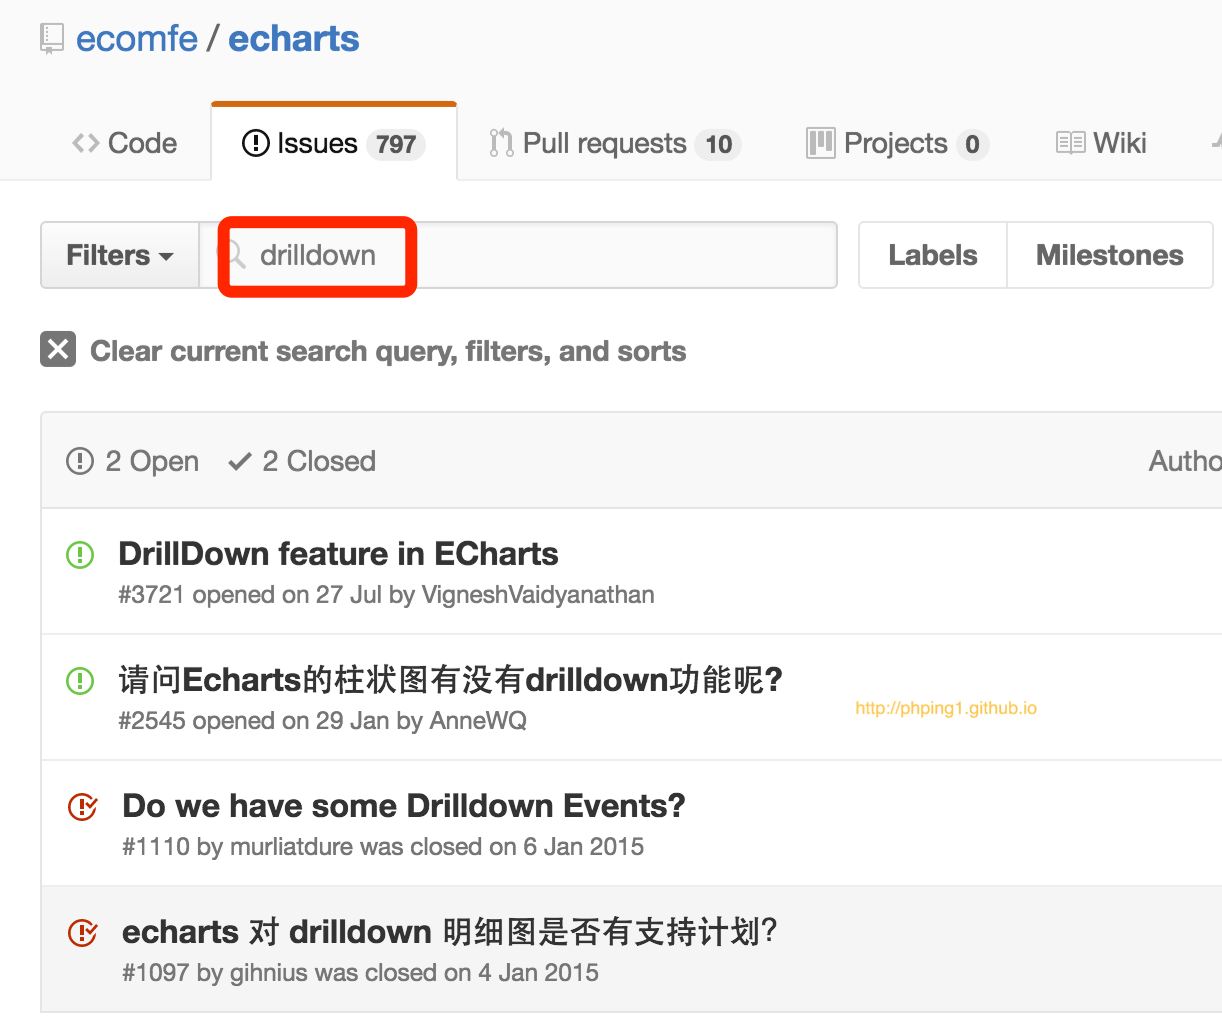 ecomfe / echarts
Code Issues 797 Pull requests 10 Projects 0 Wiki
Filters drilldown Labels Milestones
Clear current search query, filters, and sorts
2 Open 2 Closed Autho
DrillDown feature in ECharts
#3721 opened on 27 Jul by VigneshVaidyanathan
请问Echarts的柱状图有没有drilldown功能呢?
#2545 opened on 29 Jan by AnneWQ
http://phping1.github.io
Do we have some Drilldown Events?
#1110 by murliatdure was closed on 6 Jan 2015
echarts 对 drilldown 明细图是否有支持计划?
#1097 by gihnius was closed on 4 Jan 2015